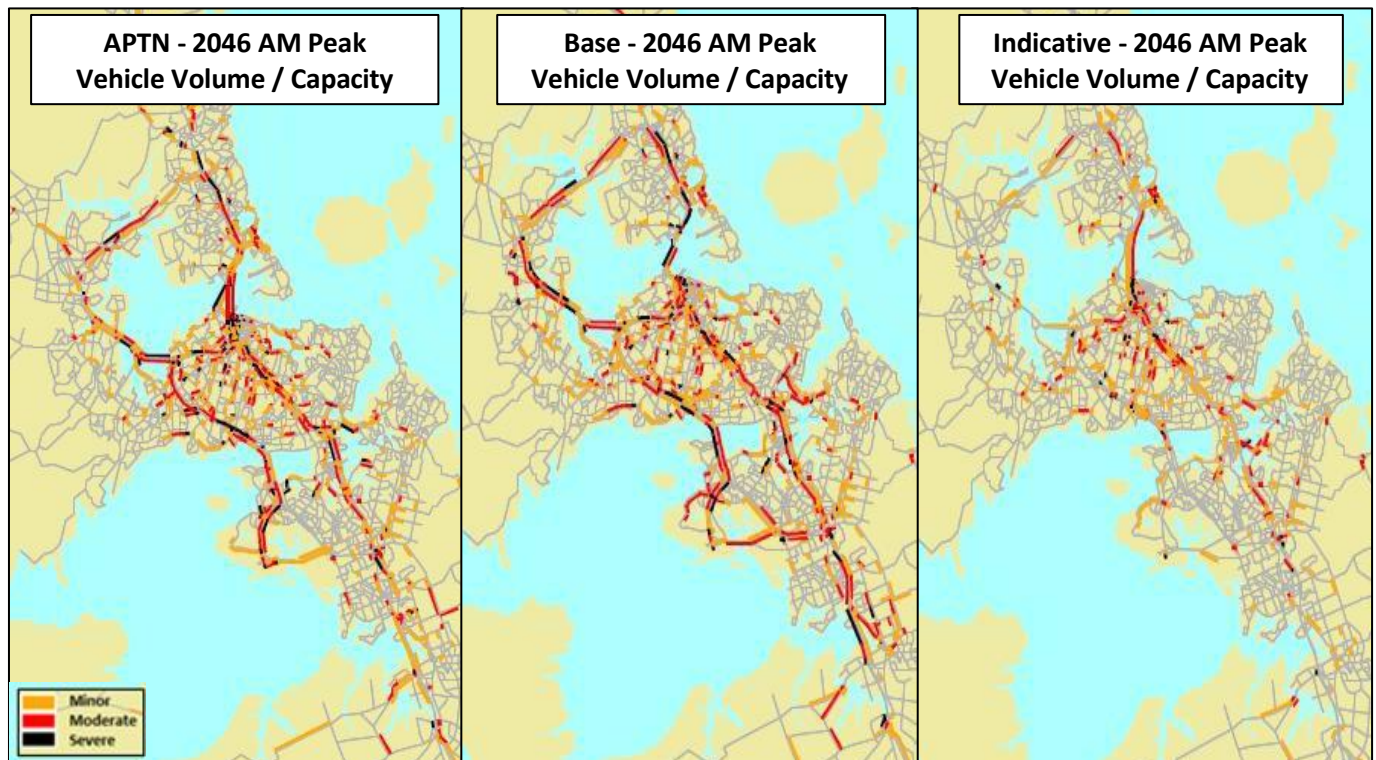 APTN - 2046 AM Peak
Vehicle Volume / Capacity
Base - 2046 AM Peak
Vehicle Volume / Capacity
Indicative - 2046 AM Peak
Vehicle Volume / Capacity
Minor
Moderate
Severe